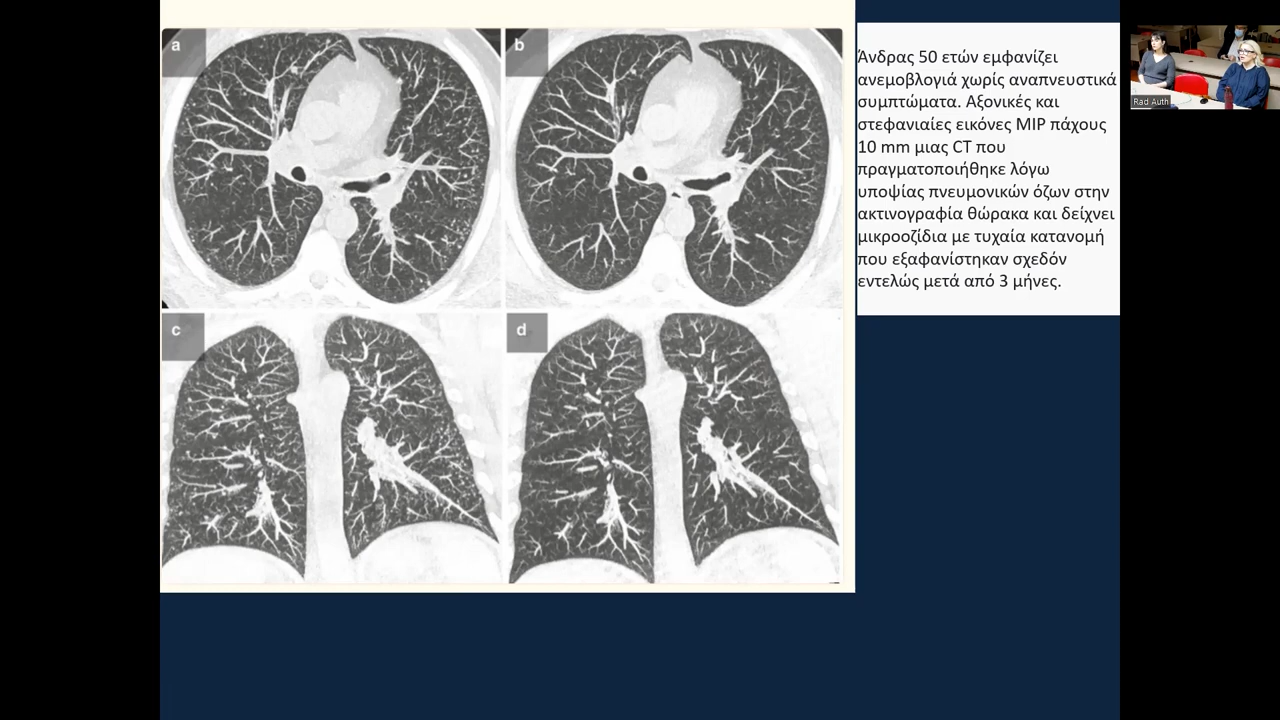 a
b
c
d
Άνδρας 50 ετών εμφανίζει
ανεμοβλογιά χωρίς αναπνευστικά
συμπτώματα. Αξονικές και
στεφανιαίες εικόνες MIP πάχους
10 mm μιας CT που
πραγματοποιήθηκε λόγω
υποψίας πνευμονικών όζων στην
ακτινογραφία θώρακα και δείχνει
μικροοζίδια με τυχαία κατανομή
που εξαφανίστηκαν σχεδόν
εντελώς μετά από 3 μήνες.
Rad Auth